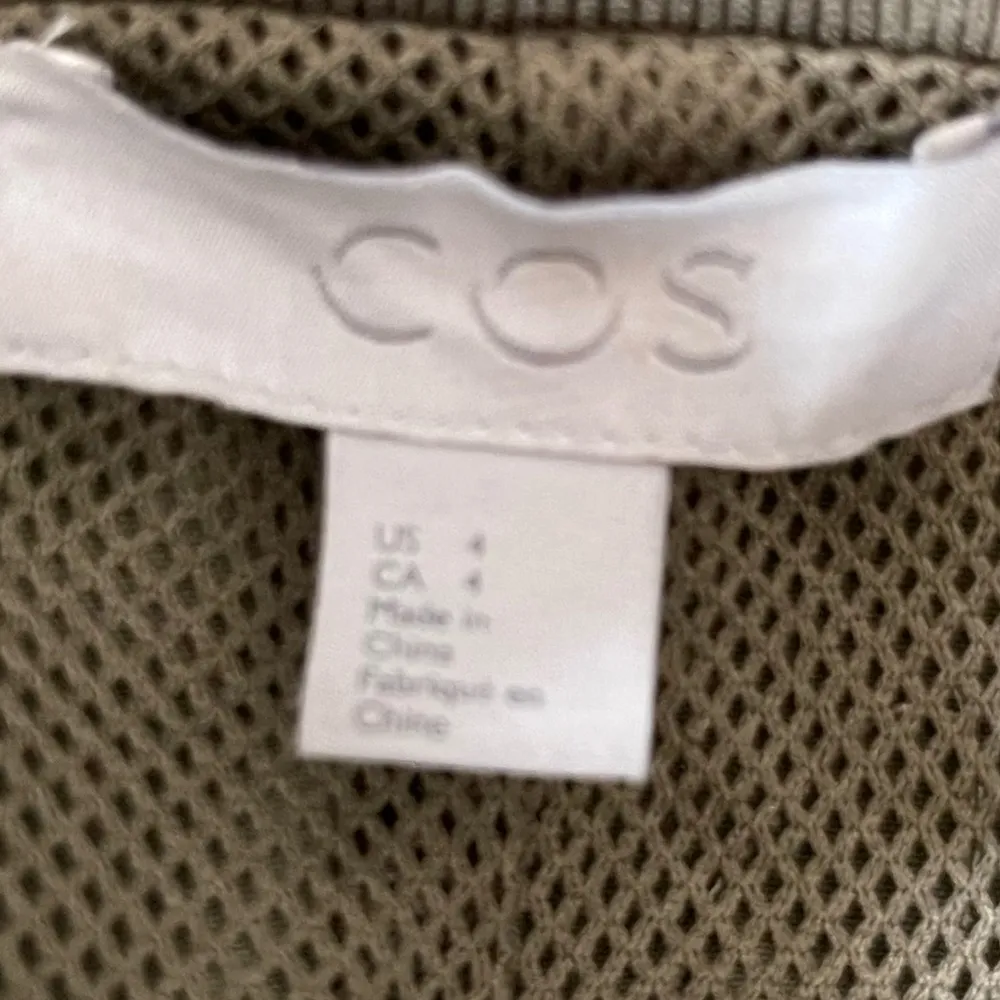 COS
US 4
CA 4
Made in
China
Fabriqué en
Chine